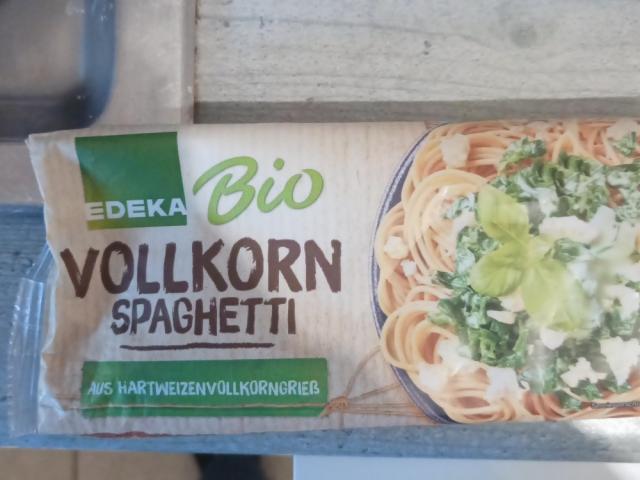 EDEKA Bio
VOLLKORN
SPAGHETTI
AUS HARTWEIZENVOLLKORNGRIEß